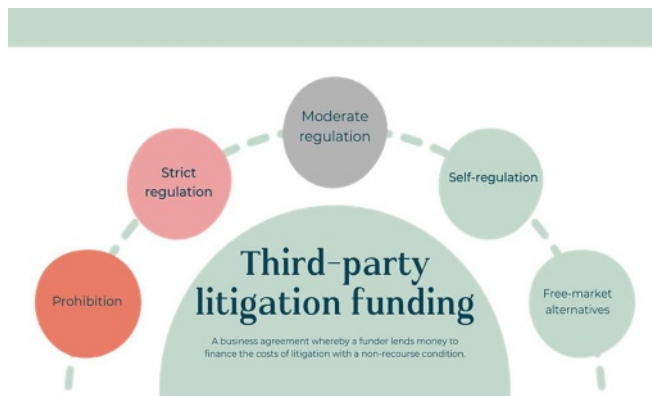 Moderate
regulation
Strict
regulation
Self-regulation
Prohibition
Free-market
alternatives
Third-party
litigation funding
A business agreement whereby a funder lends money to
finance the costs of litigation with a non-recourse condition.